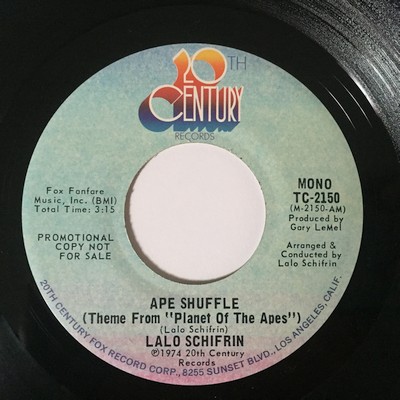 20TH
CENTURY
RECORDS
Fox Fanfare
Music, Inc. (BMI)
Total Time: 3:15
PROMOTIONAL
COPY NOT
FOR SALE
MONO
TC-2150
(M-2150-AM)
Produced by
Gary LeMel
Arranged &
Conducted by
Lalo Schifrin
APE SHUFFLE
(Theme From "Planet Of The Apes")
(Lalo Schifrin)
LALO SCHIFRIN
℗1974 20th Century
Records
20TH CENTURY FOX RECORD CORP., 8255 SUNSET BLVD., LOS ANGELES, CALIF.